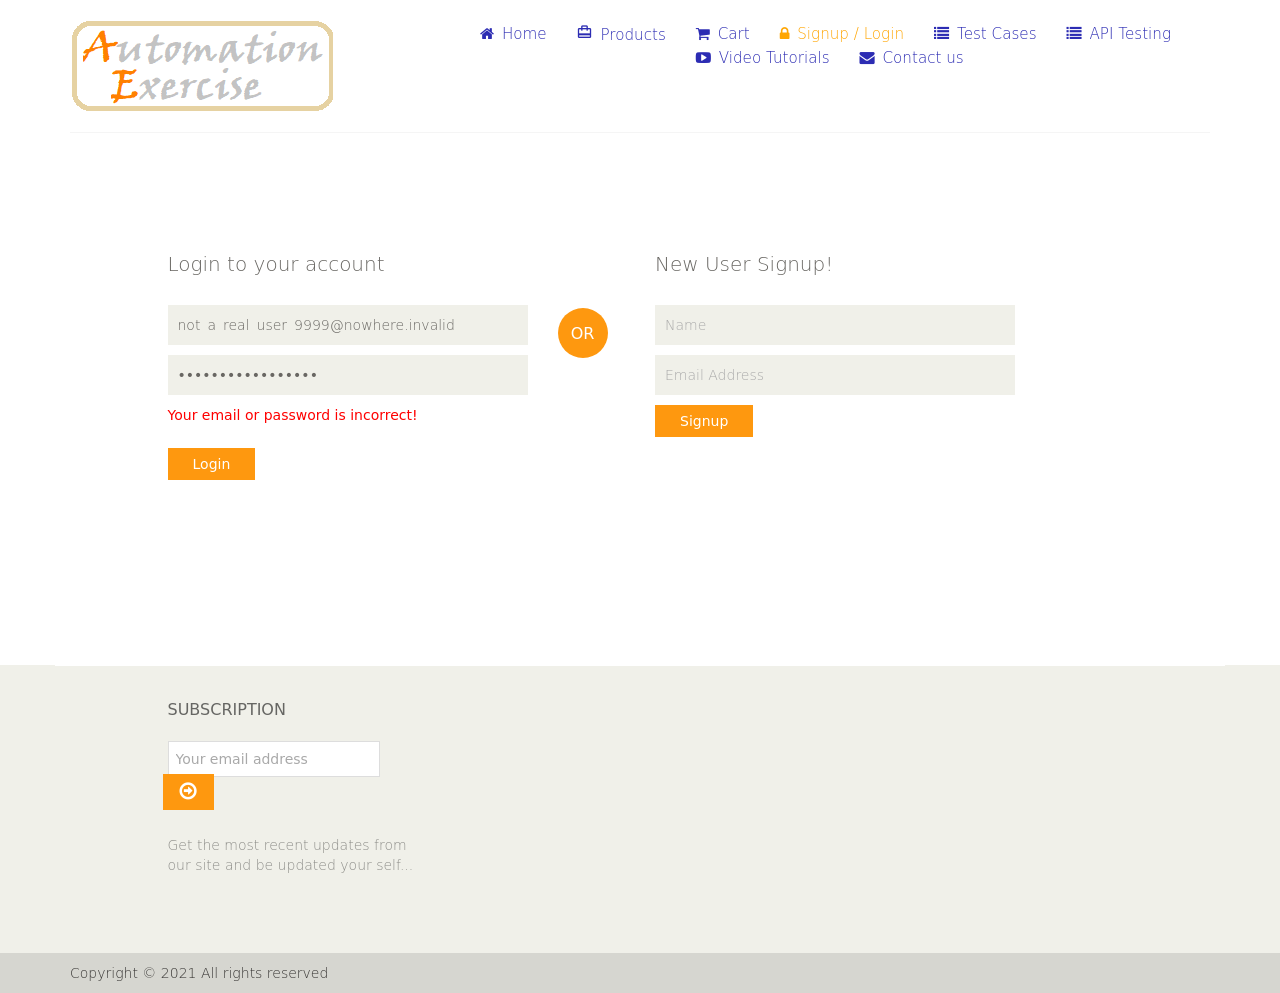 Automation
Exercise
Home
Products
Cart
Signup / Login
Test Cases
API Testing
Video Tutorials
Contact us
Login to your account
not a real user 9999@nowhere.invalid
•••••••••••••••••
Your email or password is incorrect!
Login
OR
New User Signup!
Name
Email Address
Signup
SUBSCRIPTION
Your email address
Get the most recent updates from
our site and be updated your self...
Copyright © 2021 All rights reserved